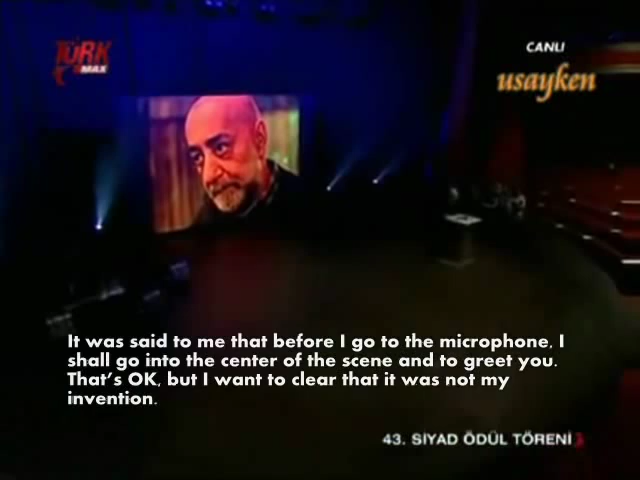 TÜRK
MAX
CANLI
usayken
It was said to me that before I go to the microphone, I
shall go into the center of the scene and to greet you.
That's OK, but I want to clear that it was not my
invention.
43. SİYAD ÖDÜL TÖRENİ